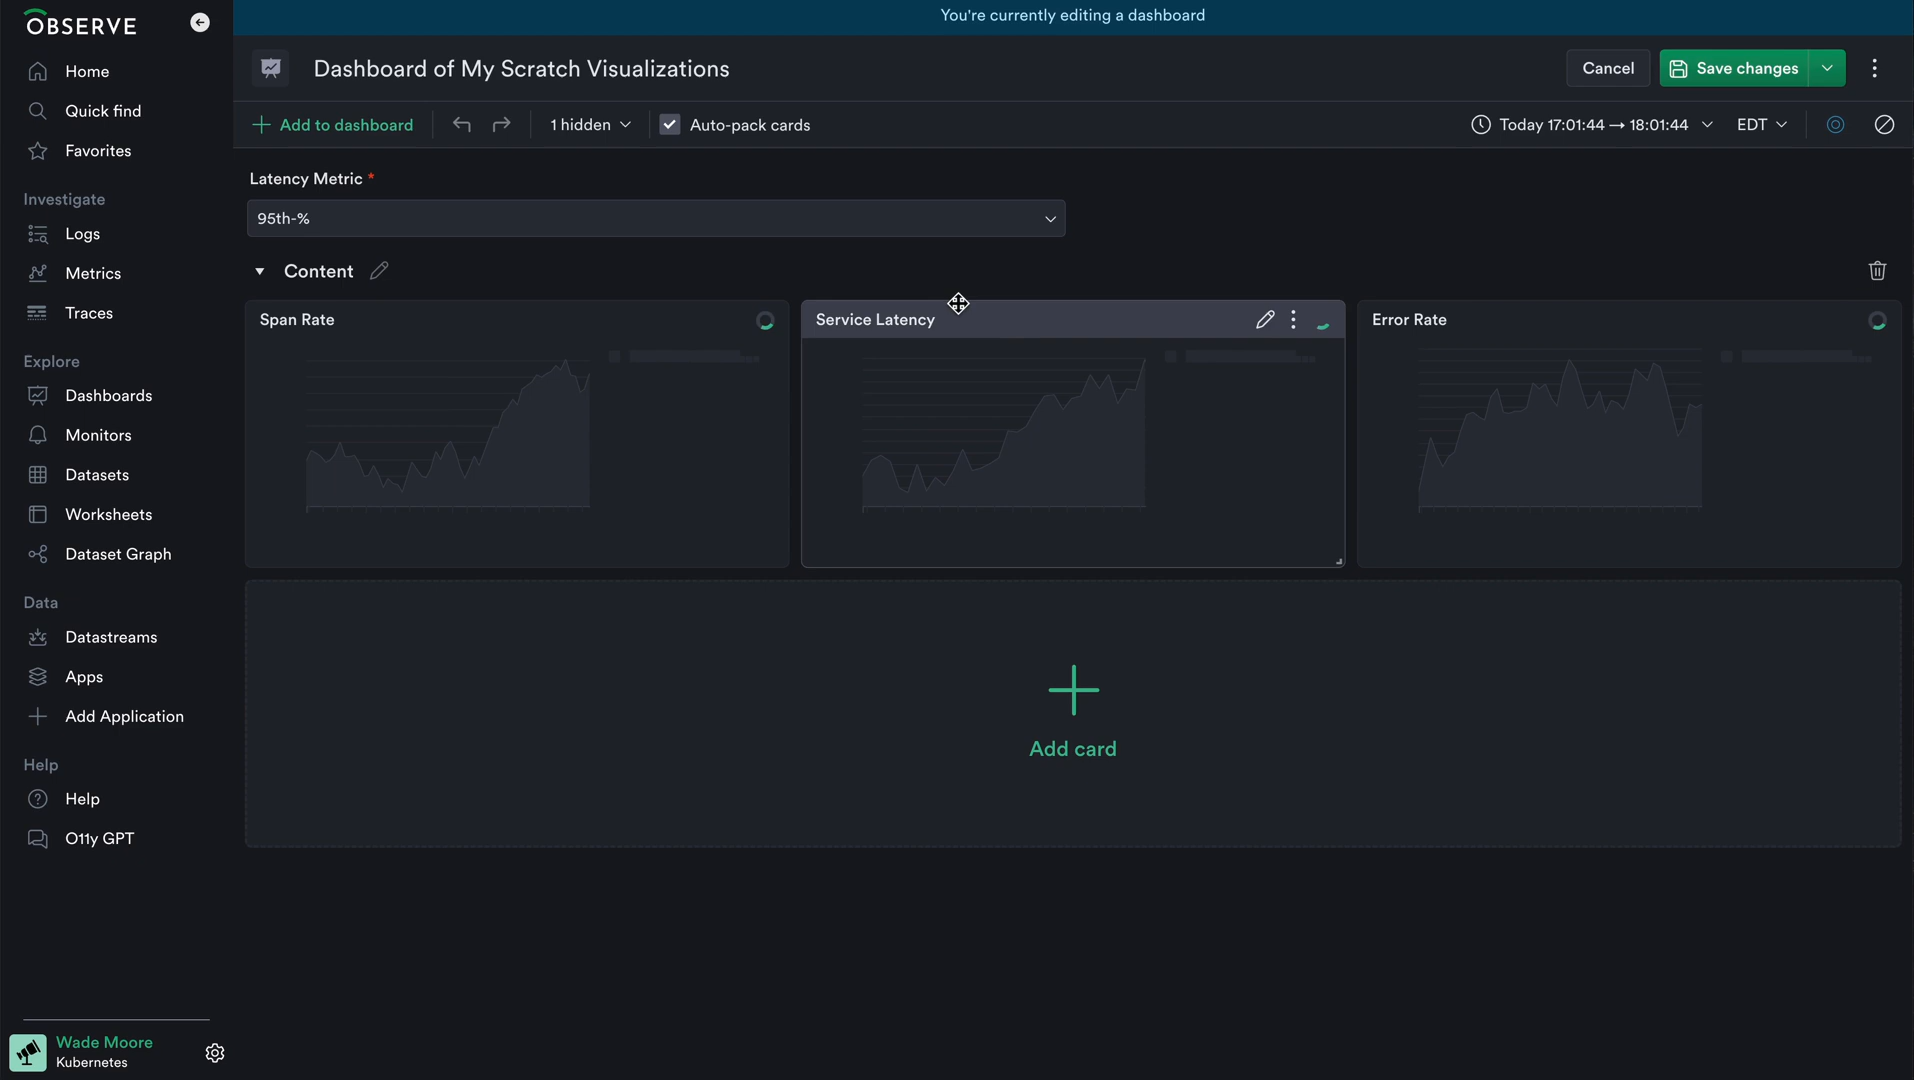 OBSERVE
Home
Quick find
Favorites
Investigate
Logs
Metrics
Traces
Explore
Dashboards
Monitors
Datasets
Worksheets
Dataset Graph
Data
Datastreams
Apps
Add Application
Help
Help
O11y GPT
Wade Moore
Kubernetes
You're currently editing a dashboard
Dashboard of My Scratch Visualizations
Cancel
Save changes
Add to dashboard
1 hidden
Auto-pack cards
Today 17:01:44 → 18:01:44
EDT
Latency Metric *
95th-%
Content
Span Rate
Service Latency
Error Rate
Add card